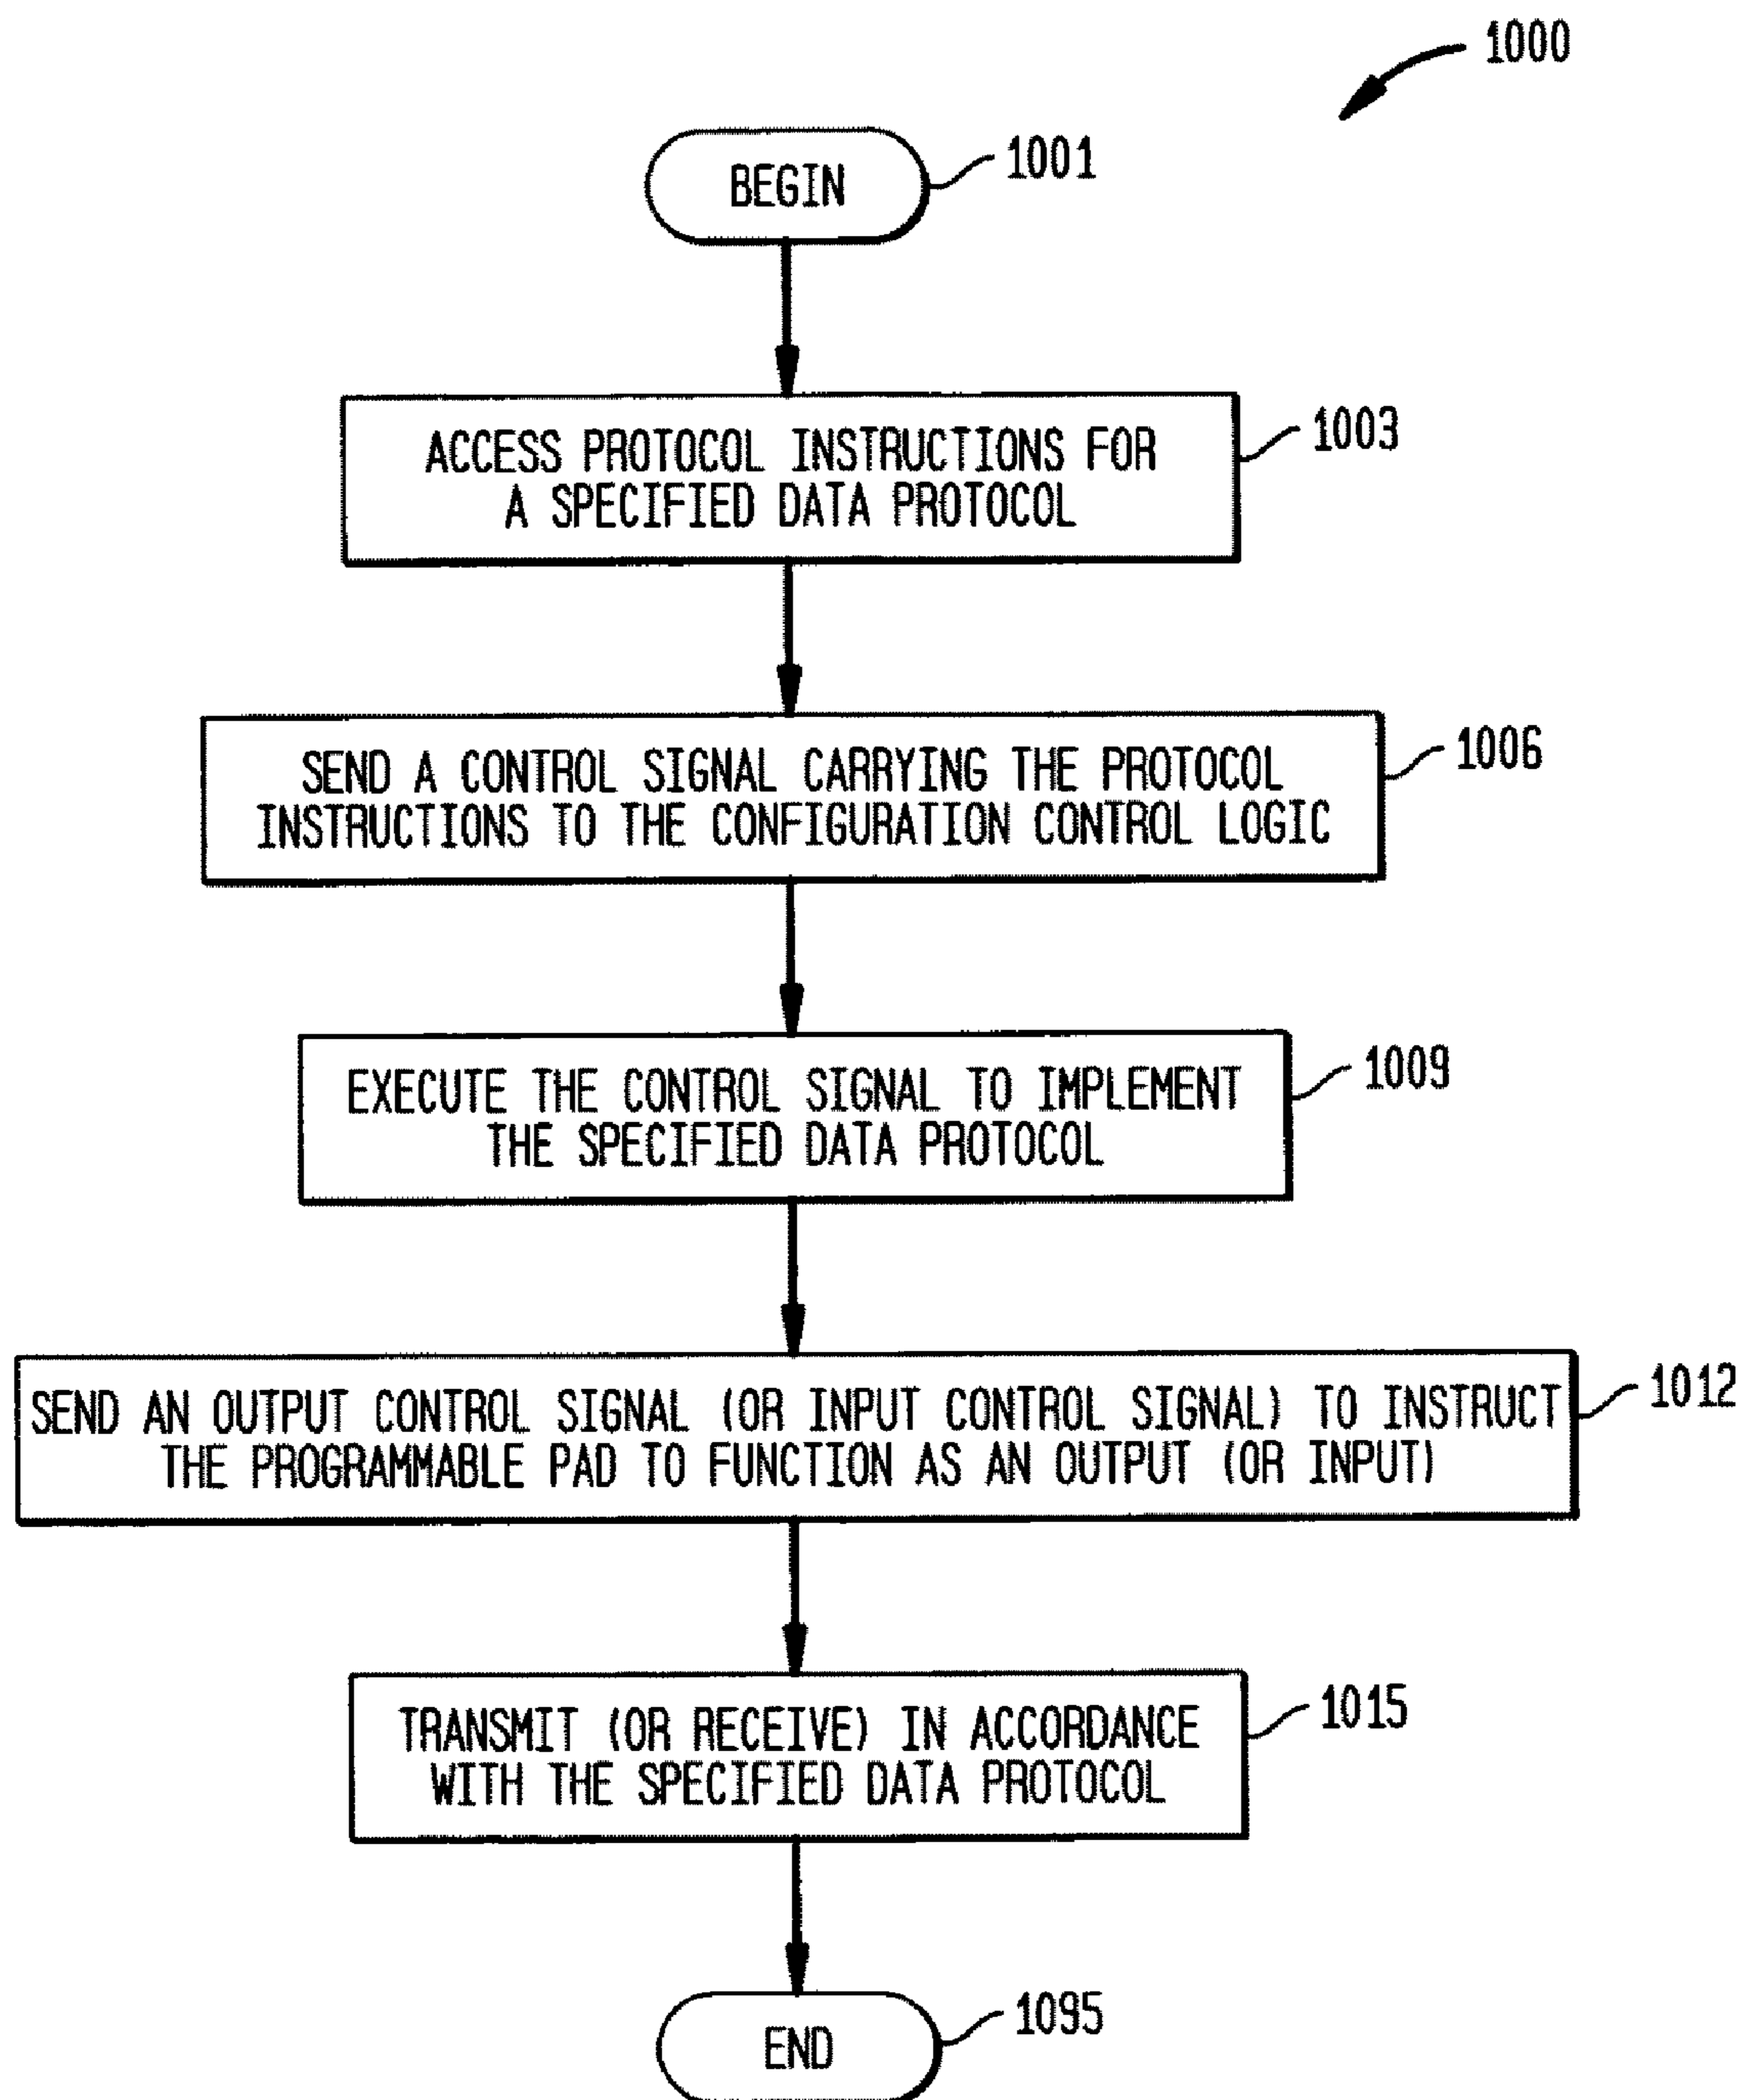 1000
BEGIN
1001
ACCESS PROTOCOL INSTRUCTIONS FOR
A SPECIFIED DATA PROTOCOL
1003
SEND A CONTROL SIGNAL CARRYING THE PROTOCOL
INSTRUCTIONS TO THE CONFIGURATION CONTROL LOGIC
1006
EXECUTE THE CONTROL SIGNAL TO IMPLEMENT
THE SPECIFIED DATA PROTOCOL
1009
SEND AN OUTPUT CONTROL SIGNAL (OR INPUT CONTROL SIGNAL) TO INSTRUCT
THE PROGRAMMABLE PAD TO FUNCTION AS AN OUTPUT (OR INPUT)
1012
TRANSMIT (OR RECEIVE) IN ACCORDANCE
WITH THE SPECIFIED DATA PROTOCOL
1015
END
1095